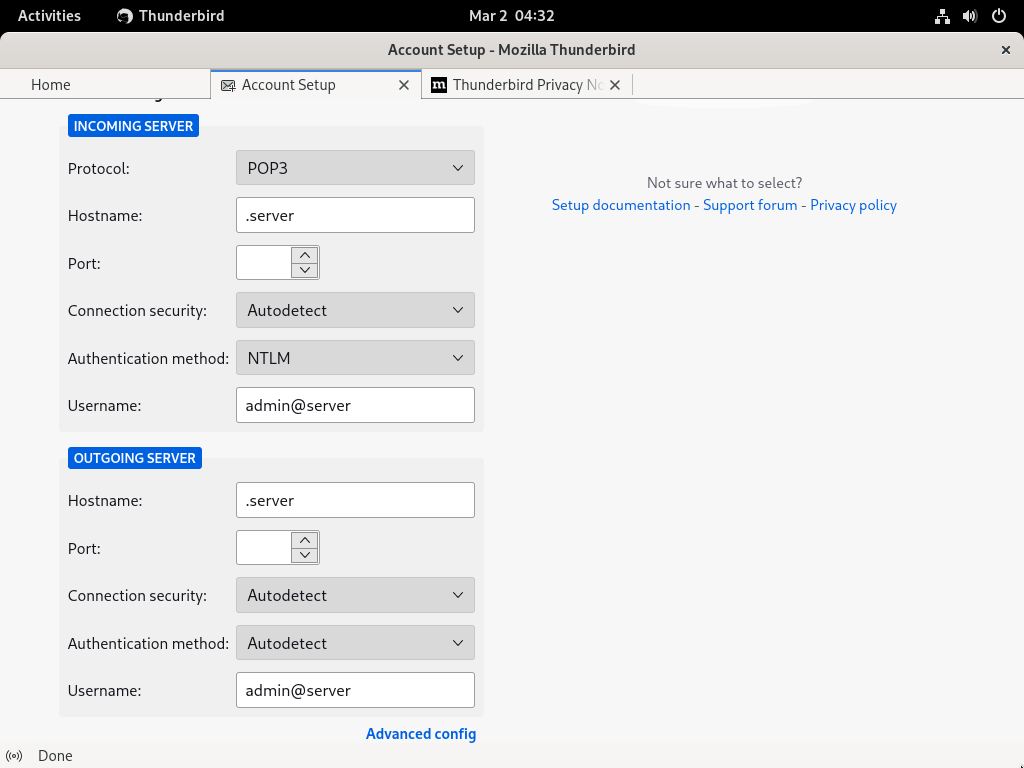 Activities
Thunderbird
Mar 2 04:32
Account Setup - Mozilla Thunderbird
Home
Account Setup
Thunderbird Privacy No
INCOMING SERVER
Protocol:
POP3
Hostname:
.server
Port:
Connection security:
Autodetect
Authentication method:
NTLM
Username:
admin@server
OUTGOING SERVER
Hostname:
.server
Port:
Connection security:
Autodetect
Authentication method:
Autodetect
Username:
admin@server
Advanced config
Not sure what to select?
Setup documentation - Support forum - Privacy policy
Done